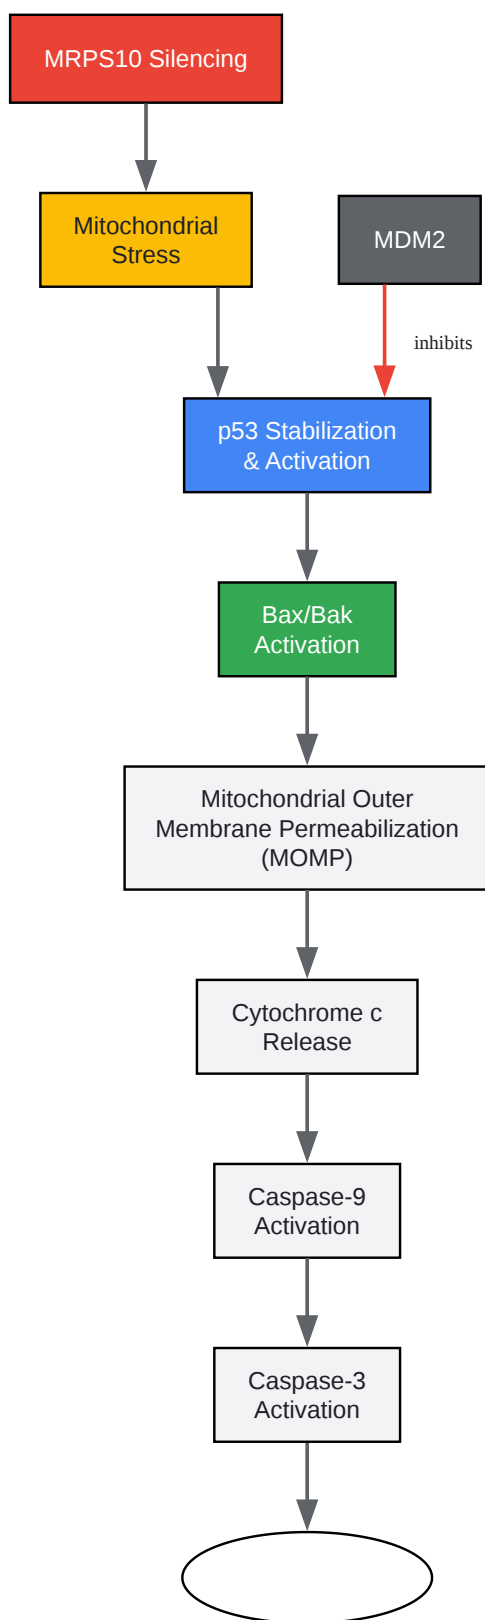 MRPS10 Silencing
Mitochondrial
Stress
MDM2
inhibits
p53 Stabilization
& Activation
Bax/Bak
Activation
Mitochondrial Outer
Membrane Permeabilization
(MOMP)
Cytochrome c
Release
Caspase-9
Activation
Caspase-3
Activation